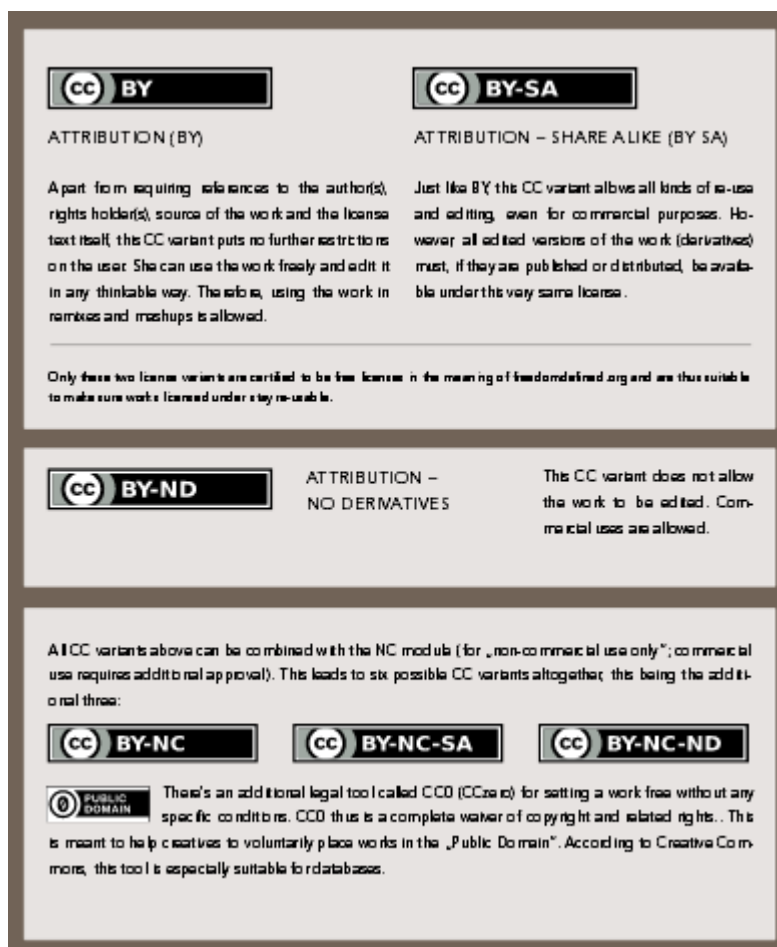 cc BY
ATTRIBUTION (BY)
Apart from requiring references to the author(s),
rights holder(s), source of the work and the license
text itself, this CC variant puts no further restrictions
on the user. She can use the work freely and edit it
in any thinkable way. Therefore, using the work in
remixes and mashups is allowed.
cc BY-SA
ATTRIBUTION – SHARE ALIKE (BY SA)
Just like BY, this CC variant allows all kinds of re-use
and editing, even for commercial purposes. Ho-
wever, all edited versions of the work (derivatives)
must, if they are published or distributed, be availa-
ble under this very same license.
Only these two license variants are certified to be free licenses in the meaning of freedomdefined.org and are thus suitable
to make sure works licensed under stay re-usable.
cc BY-ND
ATTRIBUTION –
NO DERIVATIVES
This CC variant does not allow
the work to be edited. Com-
mercial uses are allowed.
All CC variants above can be combined with the NC module (for „non-commercial use only"; commercial
use requires additional approval). This leads to six possible CC variants altogether, this being the additi-
onal three:
cc BY-NC
cc BY-NC-SA
cc BY-NC-ND
0 PUBLIC
DOMAIN
There's an additional legal tool called CC0 (CCzero) for setting a work free without any
specific conditions. CC0 thus is a complete waiver of copyright and related rights.. This
is meant to help creatives to voluntarily place works in the „Public Domain". According to Creative Com-
mons, this tool is especially suitable for databases.